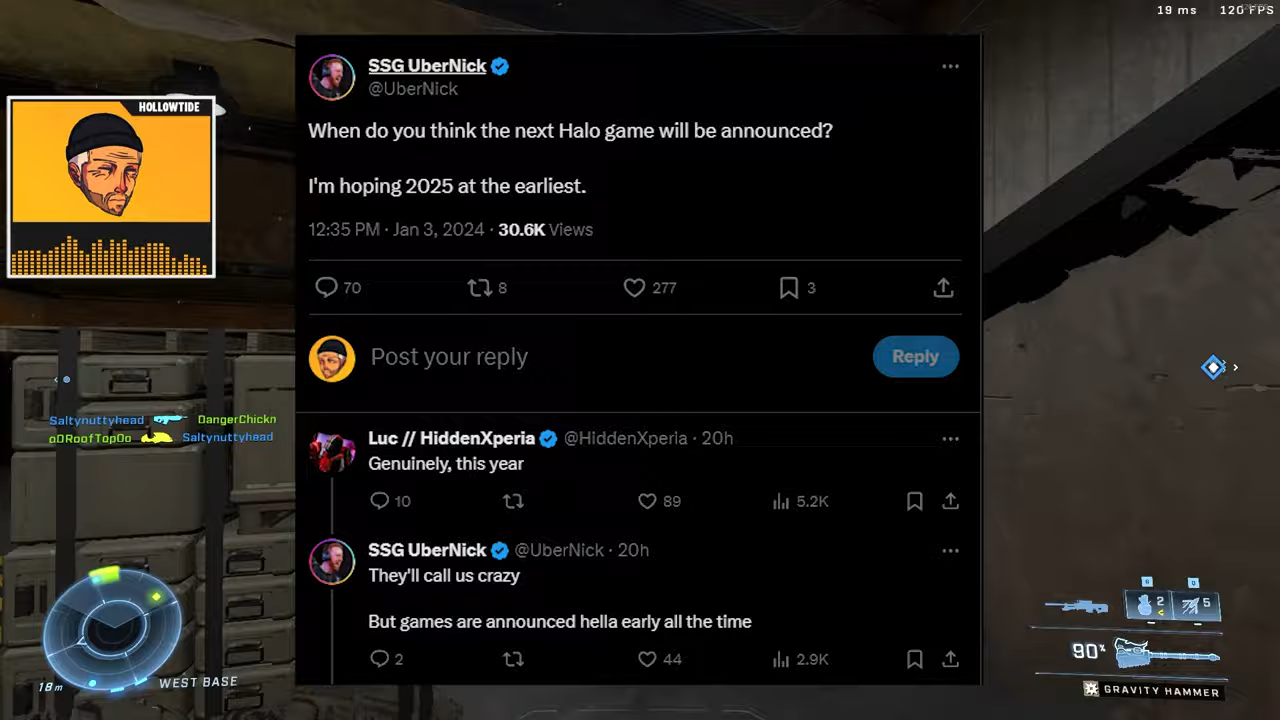 19 ms 120 FPS
HOLLOWTIDE
SSG UberNick
@UberNick
When do you think the next Halo game will be announced?
I'm hoping 2025 at the earliest.
12:35 PM · Jan 3, 2024 · 30.6K Views
70 8 277 3
Post your reply
Reply
Saltynuttyhead DangerChickn
oDRoofTopOo Saltynuttyhead
Luc // HiddenXperia @HiddenXperIa · 20h
Genuinely, this year
10 89 5.2K
SSG UberNick @UberNick · 20h
They'll call us crazy
But games are announced hella early all the time
2 44 2.9K
2 5
90%
GRAVITY HAMMER
18m WEST BASE